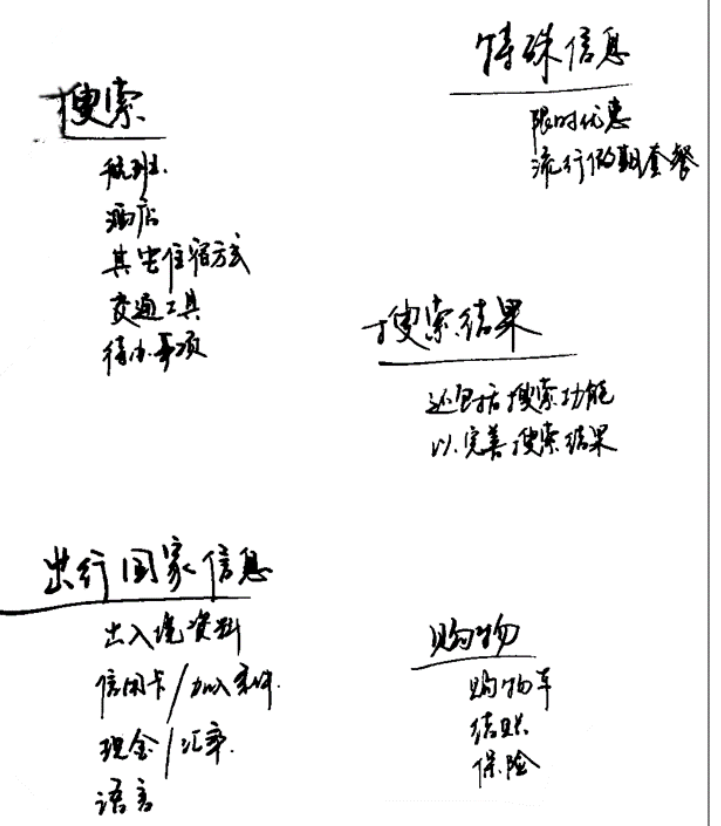 搜索
航班
酒店
其它住宿方式
交通工具
待办事项
特殊信息
限时优惠
流行假期套餐
搜索结果
还包括搜索功能
以完善搜索结果
出行国家信息
出入境资料
信用卡/加入条件
现金/汇率
语言
购物
购物车
结账
保险